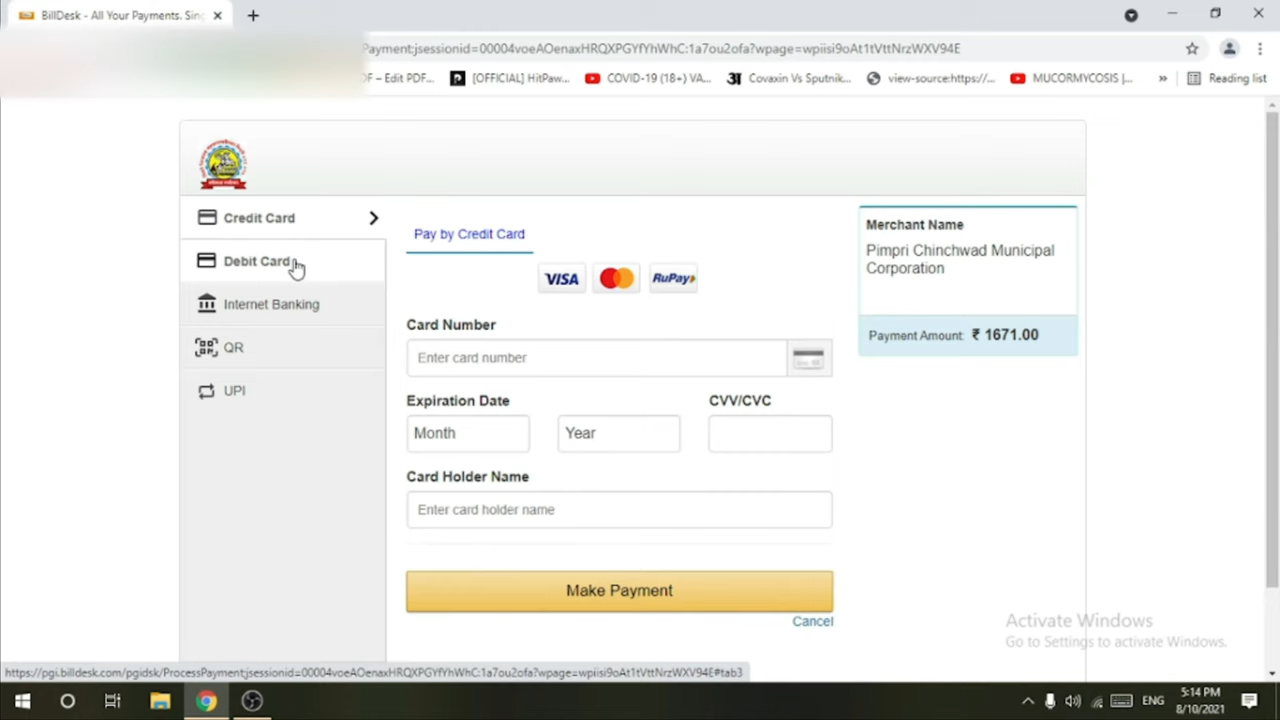 BillDesk - All Your Payments. Sing
Payment;jsessionid=00004voeAOenaxHRQXPGYfYhWhC:1a7ou2ofa?wpage=wpiisi9oAt1tVttNrzWXV94E
DF – Edit PDF...
[OFFICIAL] HitPaw...
COVID-19 (18+) VA...
Covaxin Vs Sputnik...
view-source:https://...
MUCORMYCOSIS |...
»
Reading list
Credit Card
Debit Card
Internet Banking
QR
UPI
Pay by Credit Card
VISA
RuPay
Card Number
Enter card number
Expiration Date
CVV/CVC
Month
Year
Card Holder Name
Enter card holder name
Make Payment
Cancel
Merchant Name
Pimpri Chinchwad Municipal
Corporation
Payment Amount: ₹ 1671.00
Activate Windows
Go to Settings to activate Windows.
https://pgi.billdesk.com/pgidsk/ProcessPayment;jsessionid=00004voeAOenaxHRQXPGYfYhWhC:1a7ou2ofa?wpage=wpiisi9oAt1tVttNrzWXV94E#tab3
ENG
5:14 PM
8/10/2021